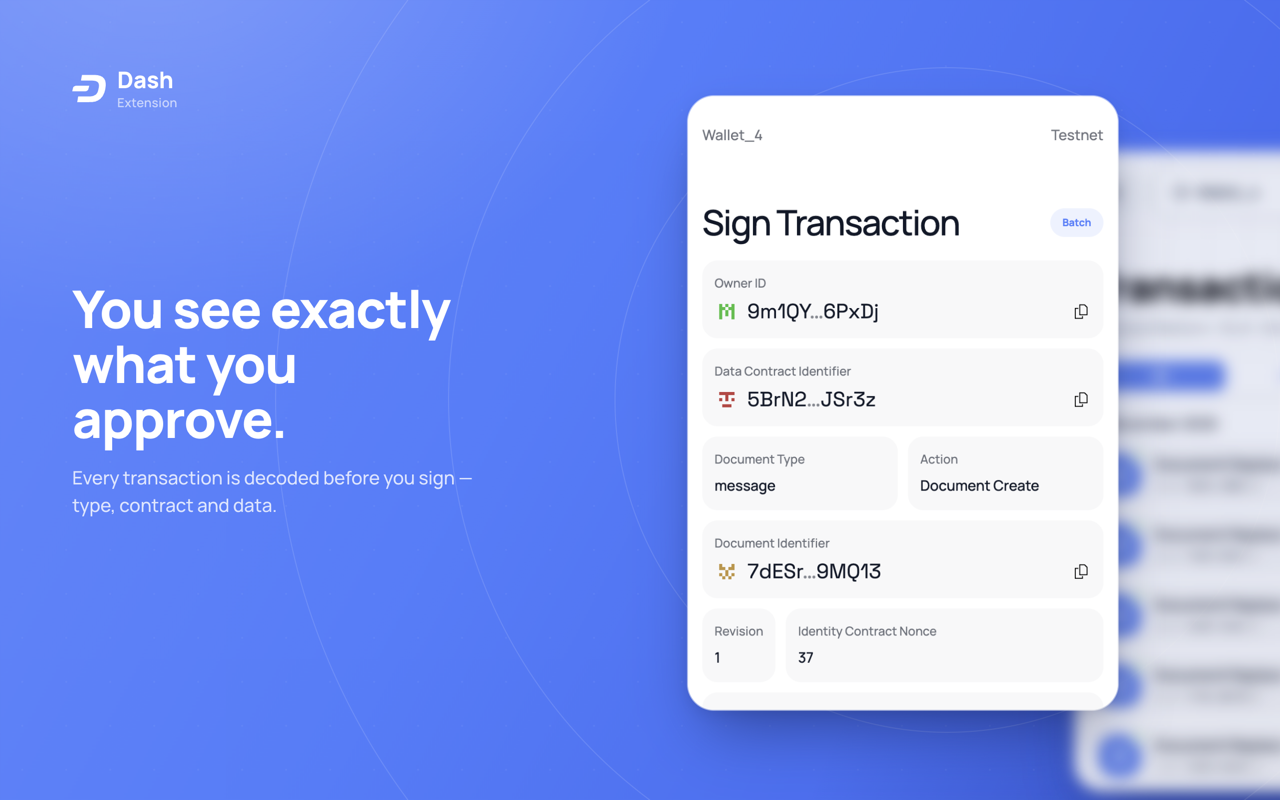 Dash
Extension
You see exactly
what you
approve.
Every transaction is decoded before you sign —
type, contract and data.
Wallet_4
Testnet
Sign Transaction
Batch
Owner ID
9m1QY...6PxDj
Data Contract Identifier
5BrN2...JSr3z
Document Type
message
Action
Document Create
Document Identifier
7dESr...9MQ13
Revision
1
Identity Contract Nonce
37